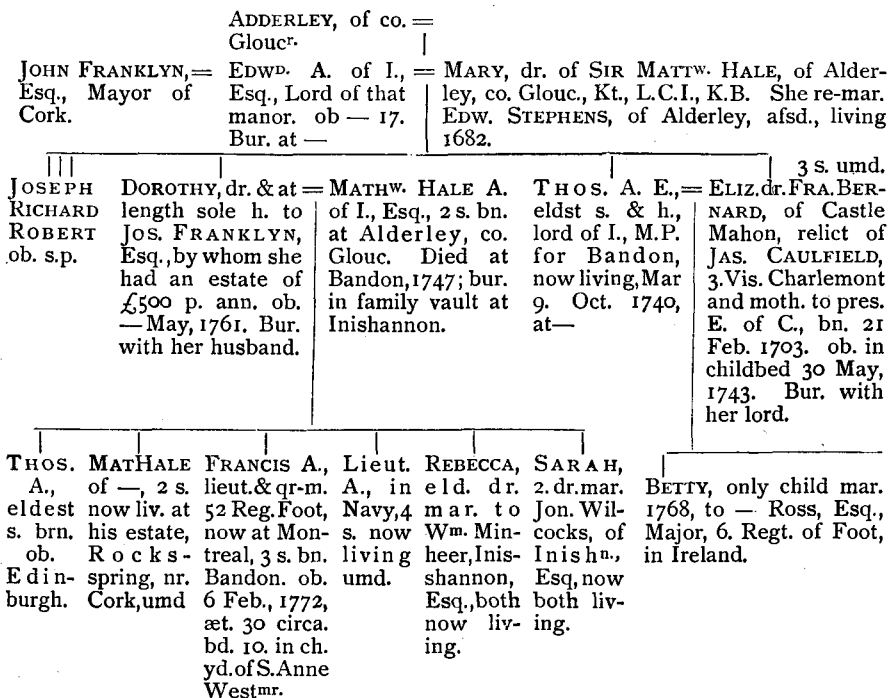 ADDERLEY, of co. =
Gloucr.
JOHN FRANKLYN, =
Esq., Mayor of
Cork.
EDWD. A. of I., =
Esq., Lord of that
manor. ob — 17.
Bur. at —
MARY, dr. of SIR MATTW. HALE, of Alder-
ley, co. Glouc., Kt., L.C.I., K.B. She re-mar.
EDW. STEPHENS, of Alderley, afsd., living
1682.
3 s. umd.
JOSEPH
RICHARD
ROBERT
ob. s.p.
DOROTHY, dr. & at =
length sole h. to
JOS. FRANKLYN,
Esq., by whom she
had an estate of
£500 p. ann. ob.
— May, 1761. Bur.
with her husband.
MATHW. HALE A.
of I., Esq., 2 s. bn.
at Alderley, co.
Glouc. Died at
Bandon, 1747; bur.
in family vault at
Inishannon.
THOS. A. E., =
eldst s. & h.,
lord of I., M.P.
for Bandon,
now living, Mar
9. Oct. 1740,
at—
ELIZ. dr. FRA. BER-
NARD, of Castle
Mahon, relict of
JAS. CAULFIELD,
3. Vis. Charlemont
and moth. to pres.
E. of C., bn. 21
Feb. 1703. ob. in
childbed 30 May,
1743. Bur. with
her lord.
THOS.
A.,
eldest
s. brn.
ob.
Edin-
burgh.
MATHALE
of —, 2 s.
now liv. at
his estate,
Rocks-
spring, nr.
Cork, umd
FRANCIS A.,
lieut. & qr-m.
52 Reg. Foot,
now at Mon-
treal, 3 s. bn.
Bandon. ob.
6 Feb., 1772,
æt. 30 circa.
bd. 10. in ch.
yd. of S. Anne
Westmr.
Lieut.
A., in
Navy, 4
s. now
living
umd.
REBECCA,
eld. dr.
mar. to
Wm. Min-
heer, Inis-
shannon,
Esq., both
now liv-
ing.
SARAH,
2. dr. mar.
Jon. Wil-
cocks, of
Inishn.,
Esq, now
both liv-
ing.
BETTY, only child mar.
1768, to — Ross, Esq.,
Major, 6. Regt. of Foot,
in Ireland.